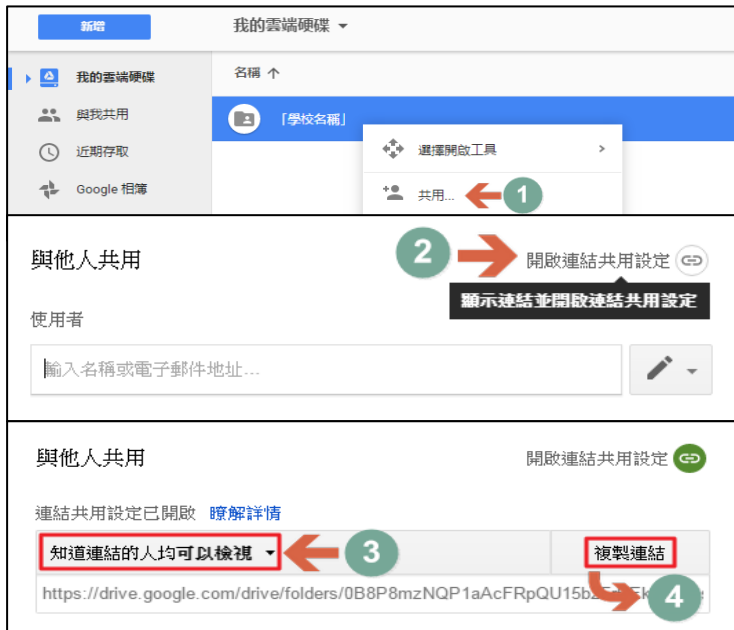 新增
我的雲端硬碟
我的雲端硬碟
名稱
與我共用
「學校名稱」
近期存取
選擇開啟工具
Google 相簿
共用...
1
與他人共用
2
開啟連結共用設定
顯示連結並開啟連結共用設定
使用者
輸入名稱或電子郵件地址...
與他人共用
開啟連結共用設定
連結共用設定已開啟 瞭解詳情
知道連結的人均可以檢視
3
複製連結
https://drive.google.com/drive/folders/0B8P8mzNQP1aAcFRpQU15b
4